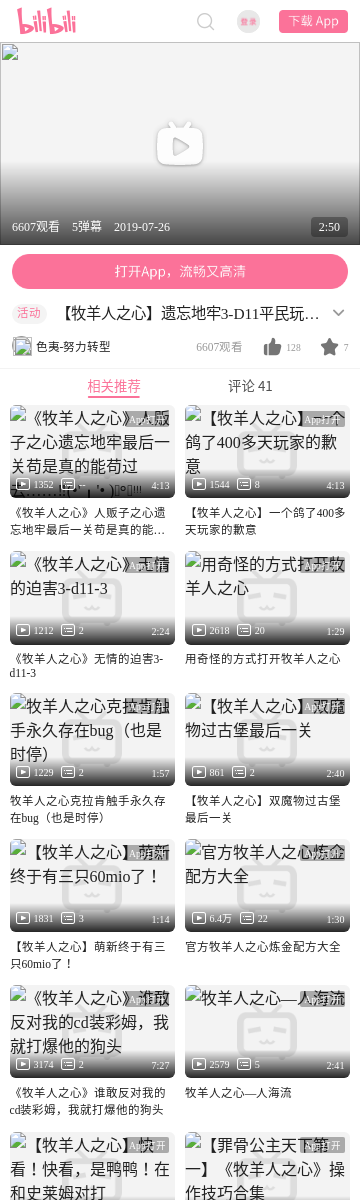 bilibili
登录
下载 App
6607观看 5弹幕 2019-07-26
2:50
打开App，流畅又高清
活动 【牧羊人之心】遗忘地牢3-D11平民玩…
色夷-努力转型 6607观看 128 7
相关推荐 评论 41
《牧羊人之心》人贩子之心遗忘地牢最后一关苟是真的能苟过
App打开
1352 -- 4:13
【牧羊人之心】一个鸽了400多天玩家的歉意
App打开
1544 8 4:13
《牧羊人之心》人贩子之心遗
忘地牢最后一关苟是真的能…
【牧羊人之心】一个鸽了400多
天玩家的歉意
《牧羊人之心》无情的迫害3-d11-3
App打开
1212 2 2:24
用奇怪的方式打开牧羊人之心
App打开
2618 20 1:29
《牧羊人之心》无情的迫害3-
d11-3
用奇怪的方式打开牧羊人之心
牧羊人之心克拉肯触手永久存在bug（也是时停）
App打开
1229 2 1:57
【牧羊人之心】双魔物过古堡最后一关
App打开
861 2 2:40
牧羊人之心克拉肯触手永久存
在bug（也是时停）
【牧羊人之心】双魔物过古堡
最后一关
【牧羊人之心】萌新终于有三只60mio了！
App打开
1831 3 1:14
官方牧羊人之心炼金配方大全
App打开
6.4万 22 1:30
【牧羊人之心】萌新终于有三
只60mio了！
官方牧羊人之心炼金配方大全
《牧羊人之心》谁敢反对我的cd装彩姆，我就打爆他的狗头
App打开
3174 2 7:27
牧羊人之心—人海流
App打开
2579 5 2:41
《牧羊人之心》谁敢反对我的
cd装彩姆，我就打爆他的狗头
牧羊人之心—人海流
【牧羊人之心】快看！快看，是鸭鸭！在和史莱姆对打
App打开
【罪骨公主天下第一】《牧羊人之心》操作技巧合集
App打开